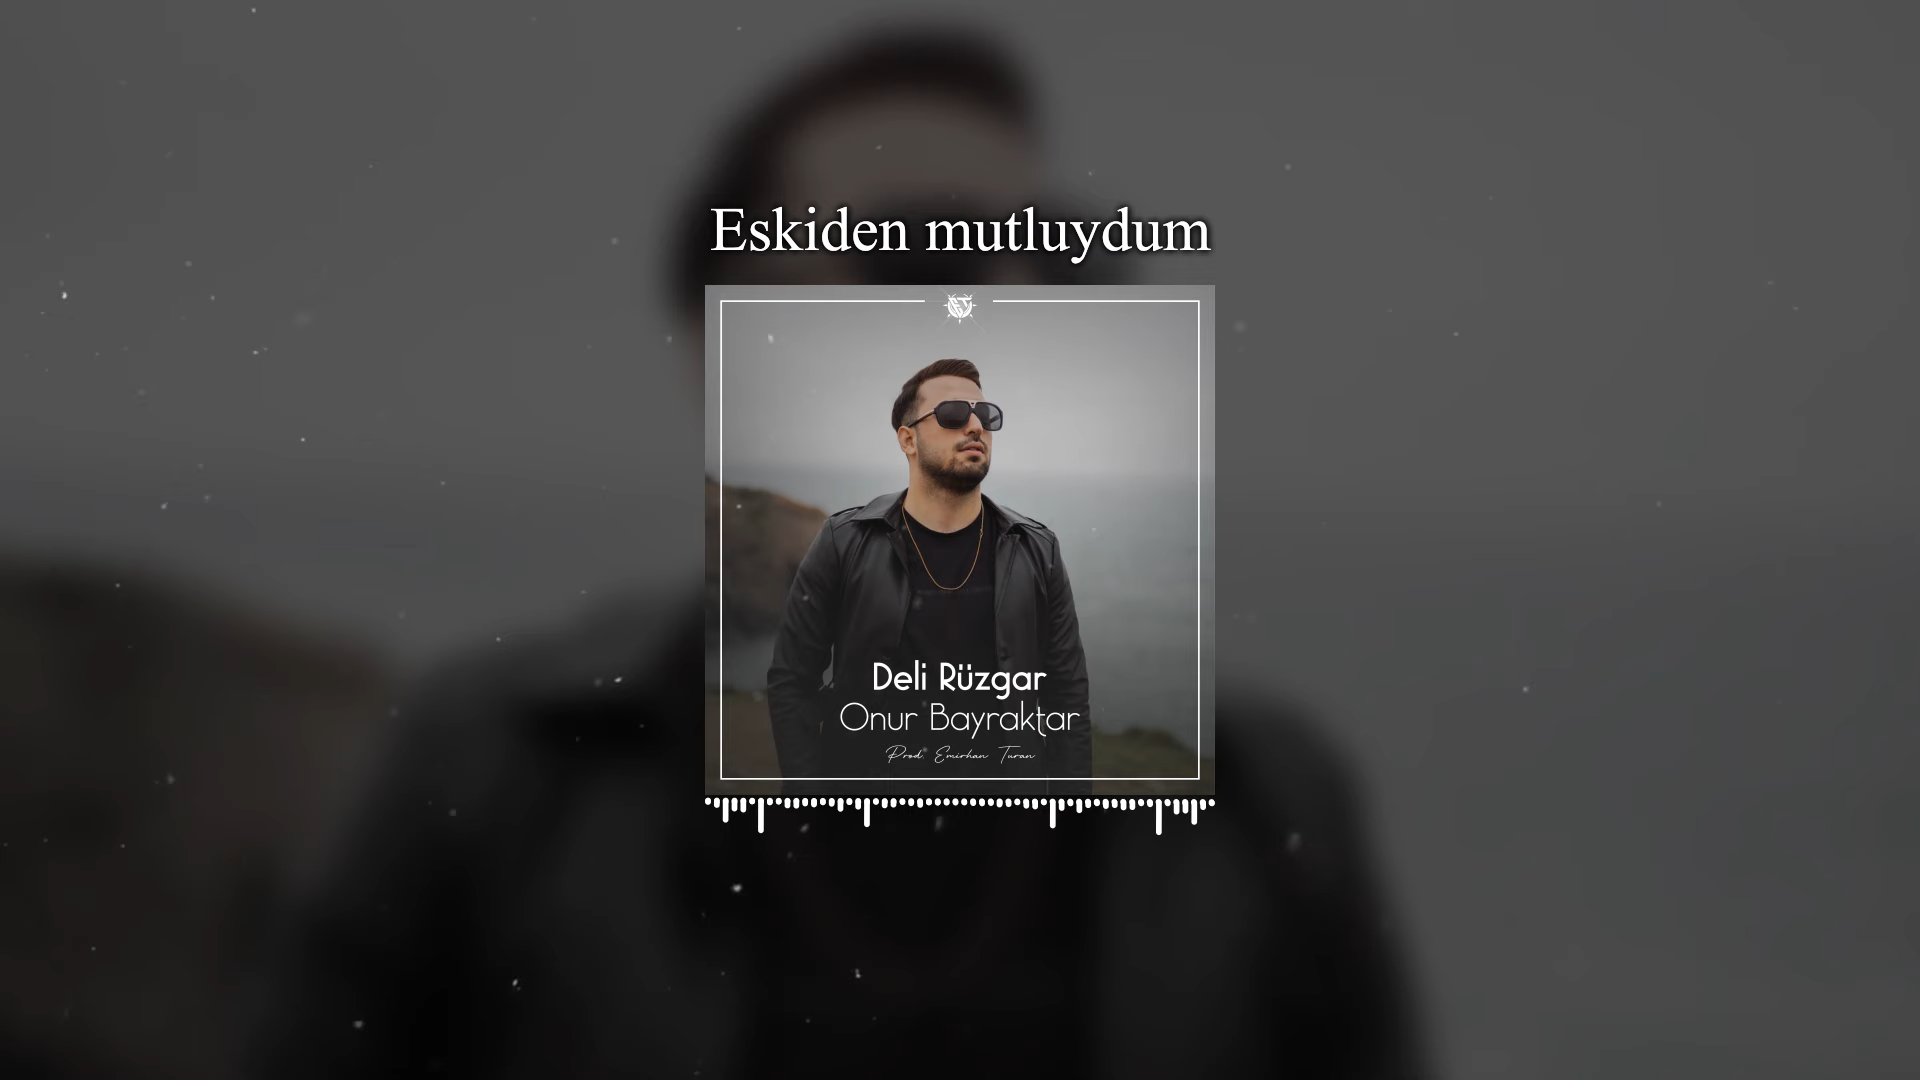 Eskiden mutluydum
Deli Rüzgar
Onur Bayraktar
Prod. Emirhan Turan